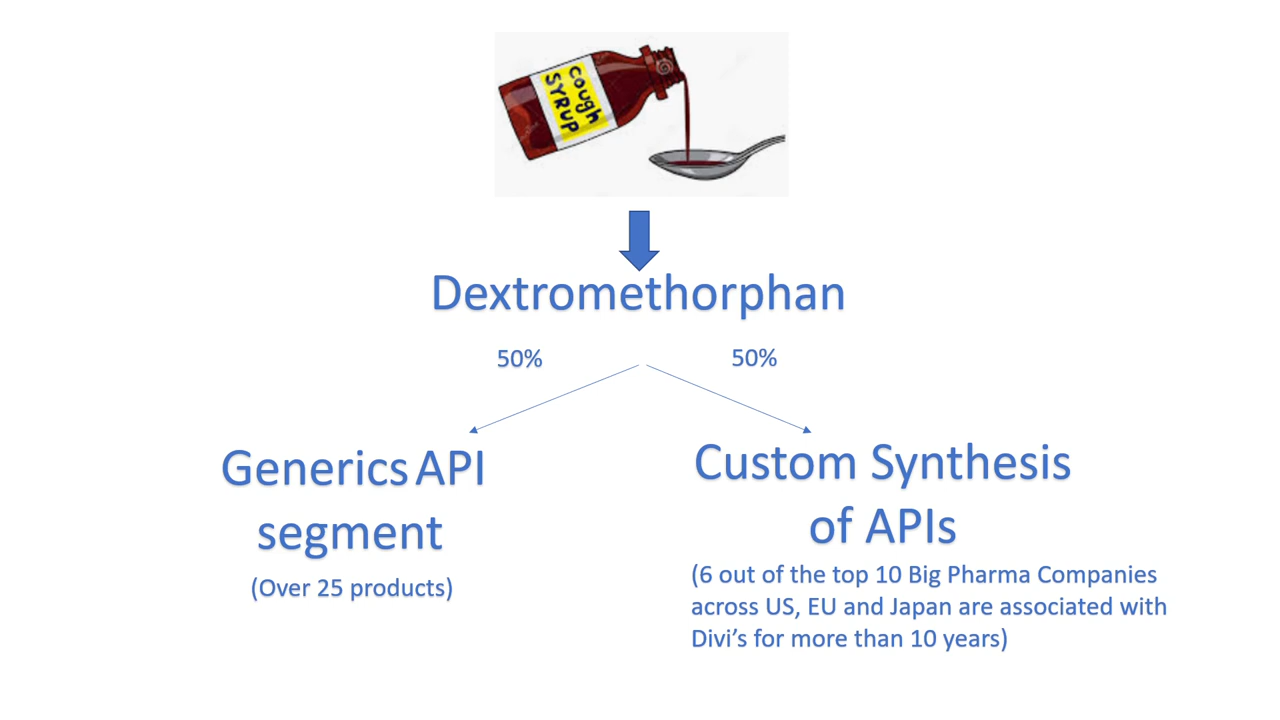 Cough
SYRUP
Dextromethorphan
50%
50%
Generics API
segment
(Over 25 products)
Custom Synthesis
of APIs
(6 out of the top 10 Big Pharma Companies
across US, EU and Japan are associated with
Divi's for more than 10 years)